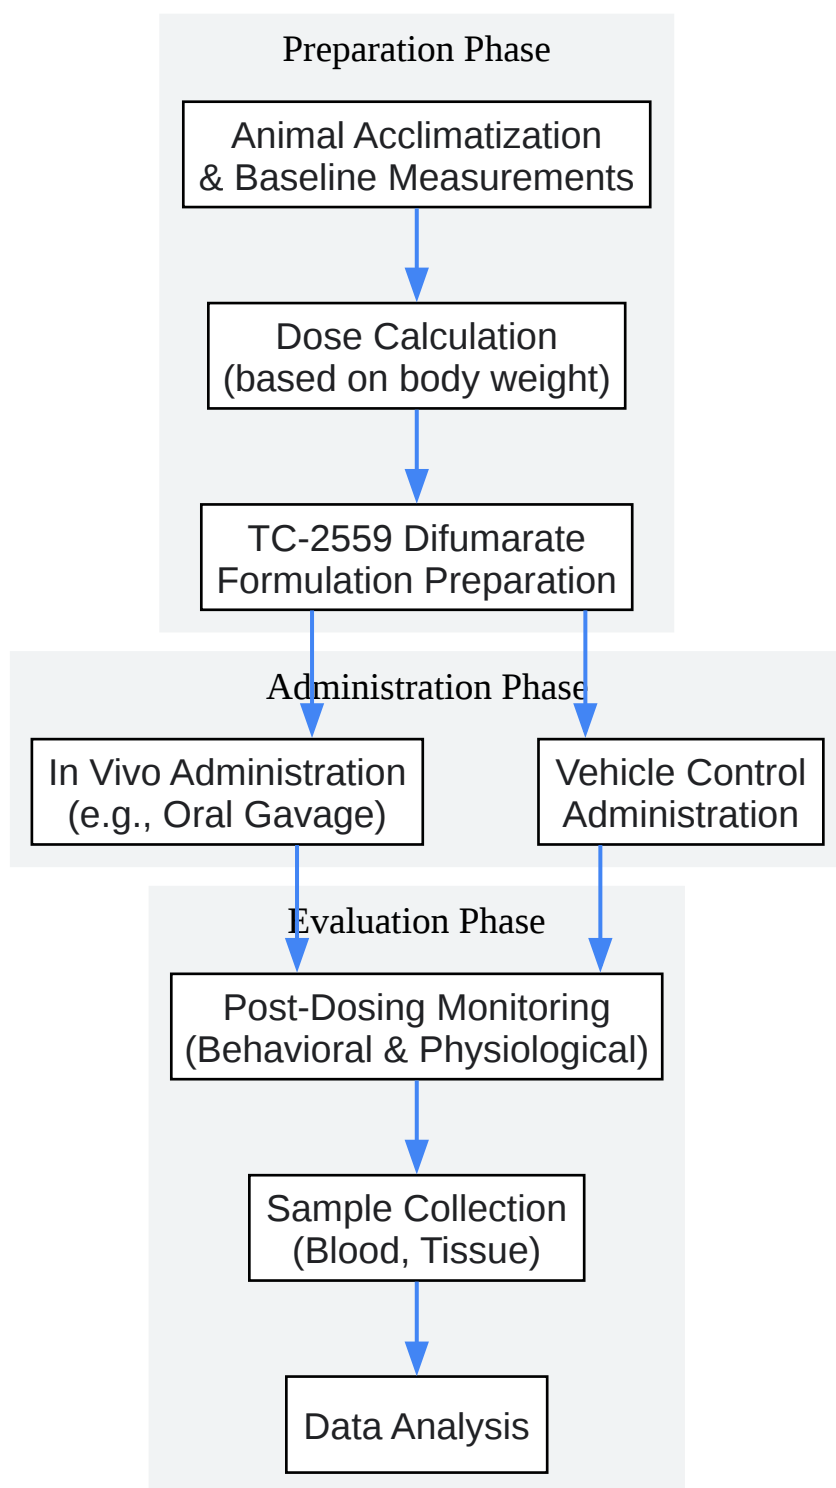 Preparation Phase
Animal Acclimatization
& Baseline Measurements
Dose Calculation
(based on body weight)
TC-2559 Difumarate
Formulation Preparation
Administration Phase
In Vivo Administration
(e.g., Oral Gavage)
Vehicle Control
Administration
Evaluation Phase
Post-Dosing Monitoring
(Behavioral & Physiological)
Sample Collection
(Blood, Tissue)
Data Analysis